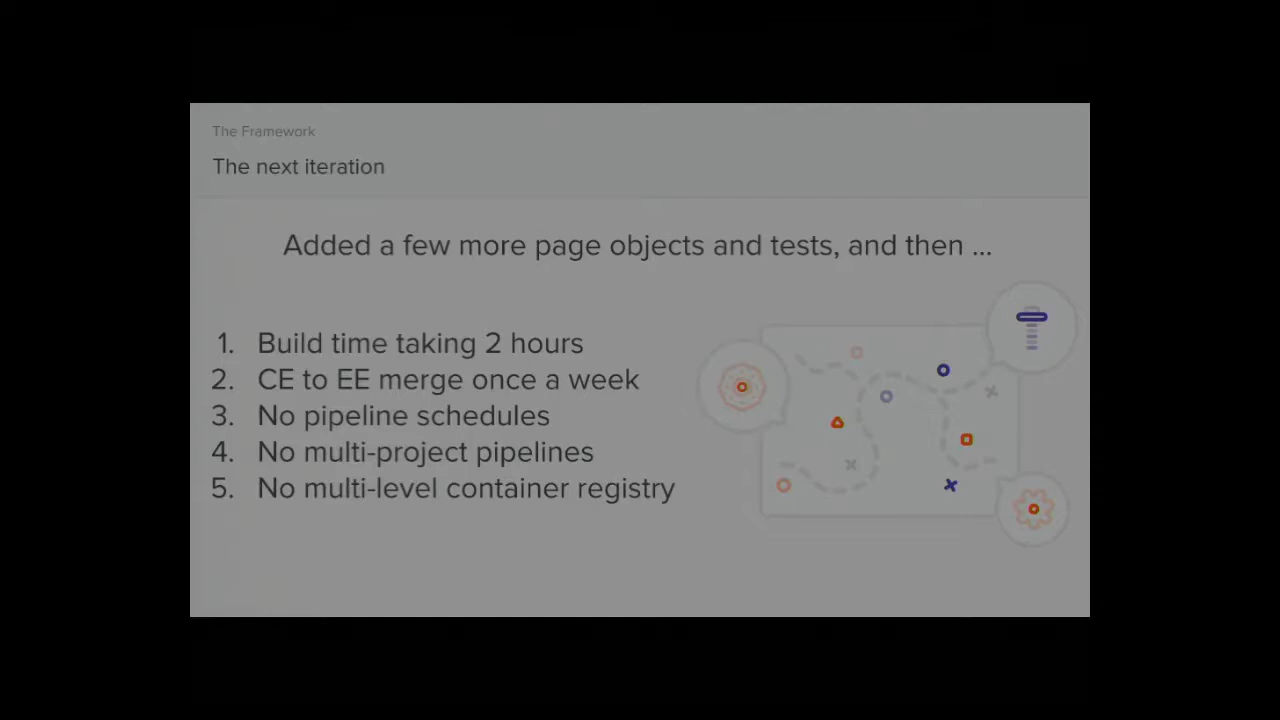 The Framework
The next iteration
Added a few more page objects and tests, and then ...
1. Build time taking 2 hours
2. CE to EE merge once a week
3. No pipeline schedules
4. No multi-project pipelines
5. No multi-level container registry